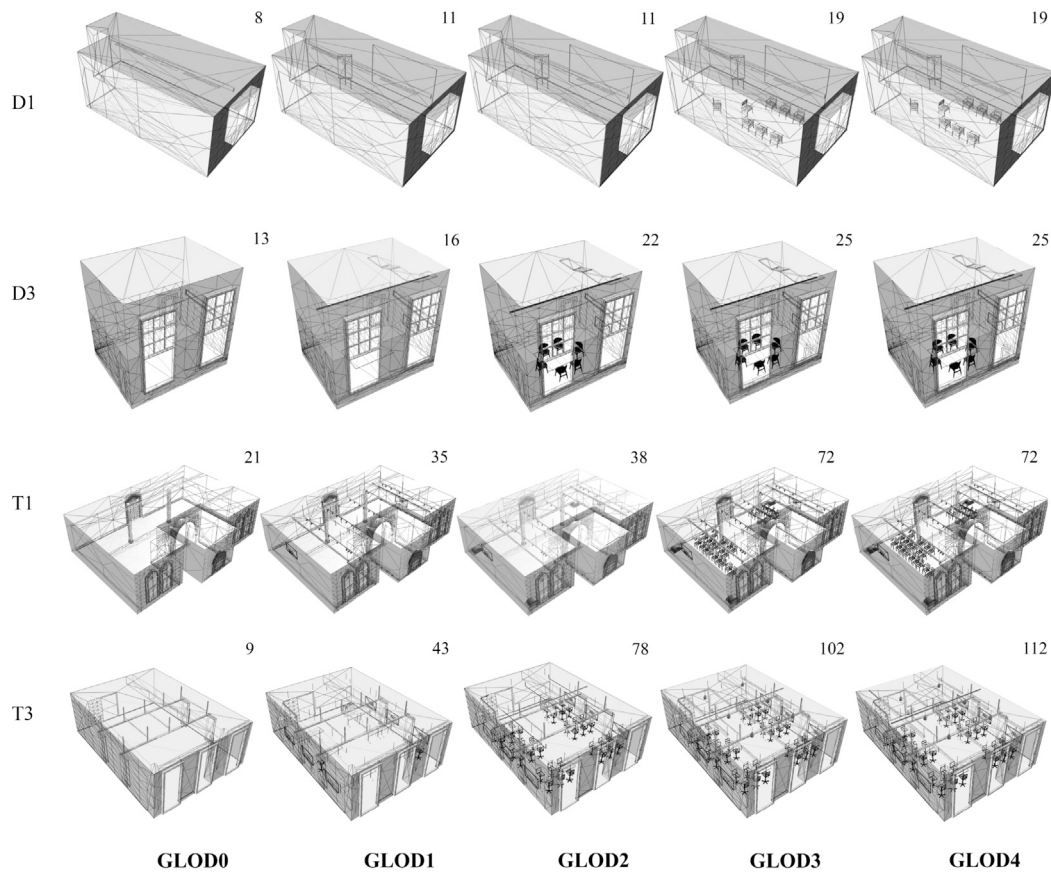 8 11 11 19 19
D1
13 16 22 25 25
D3
21 35 38 72 72
T1
9 43 78 102 112
T3
GLOD0 GLOD1 GLOD2 GLOD3 GLOD4